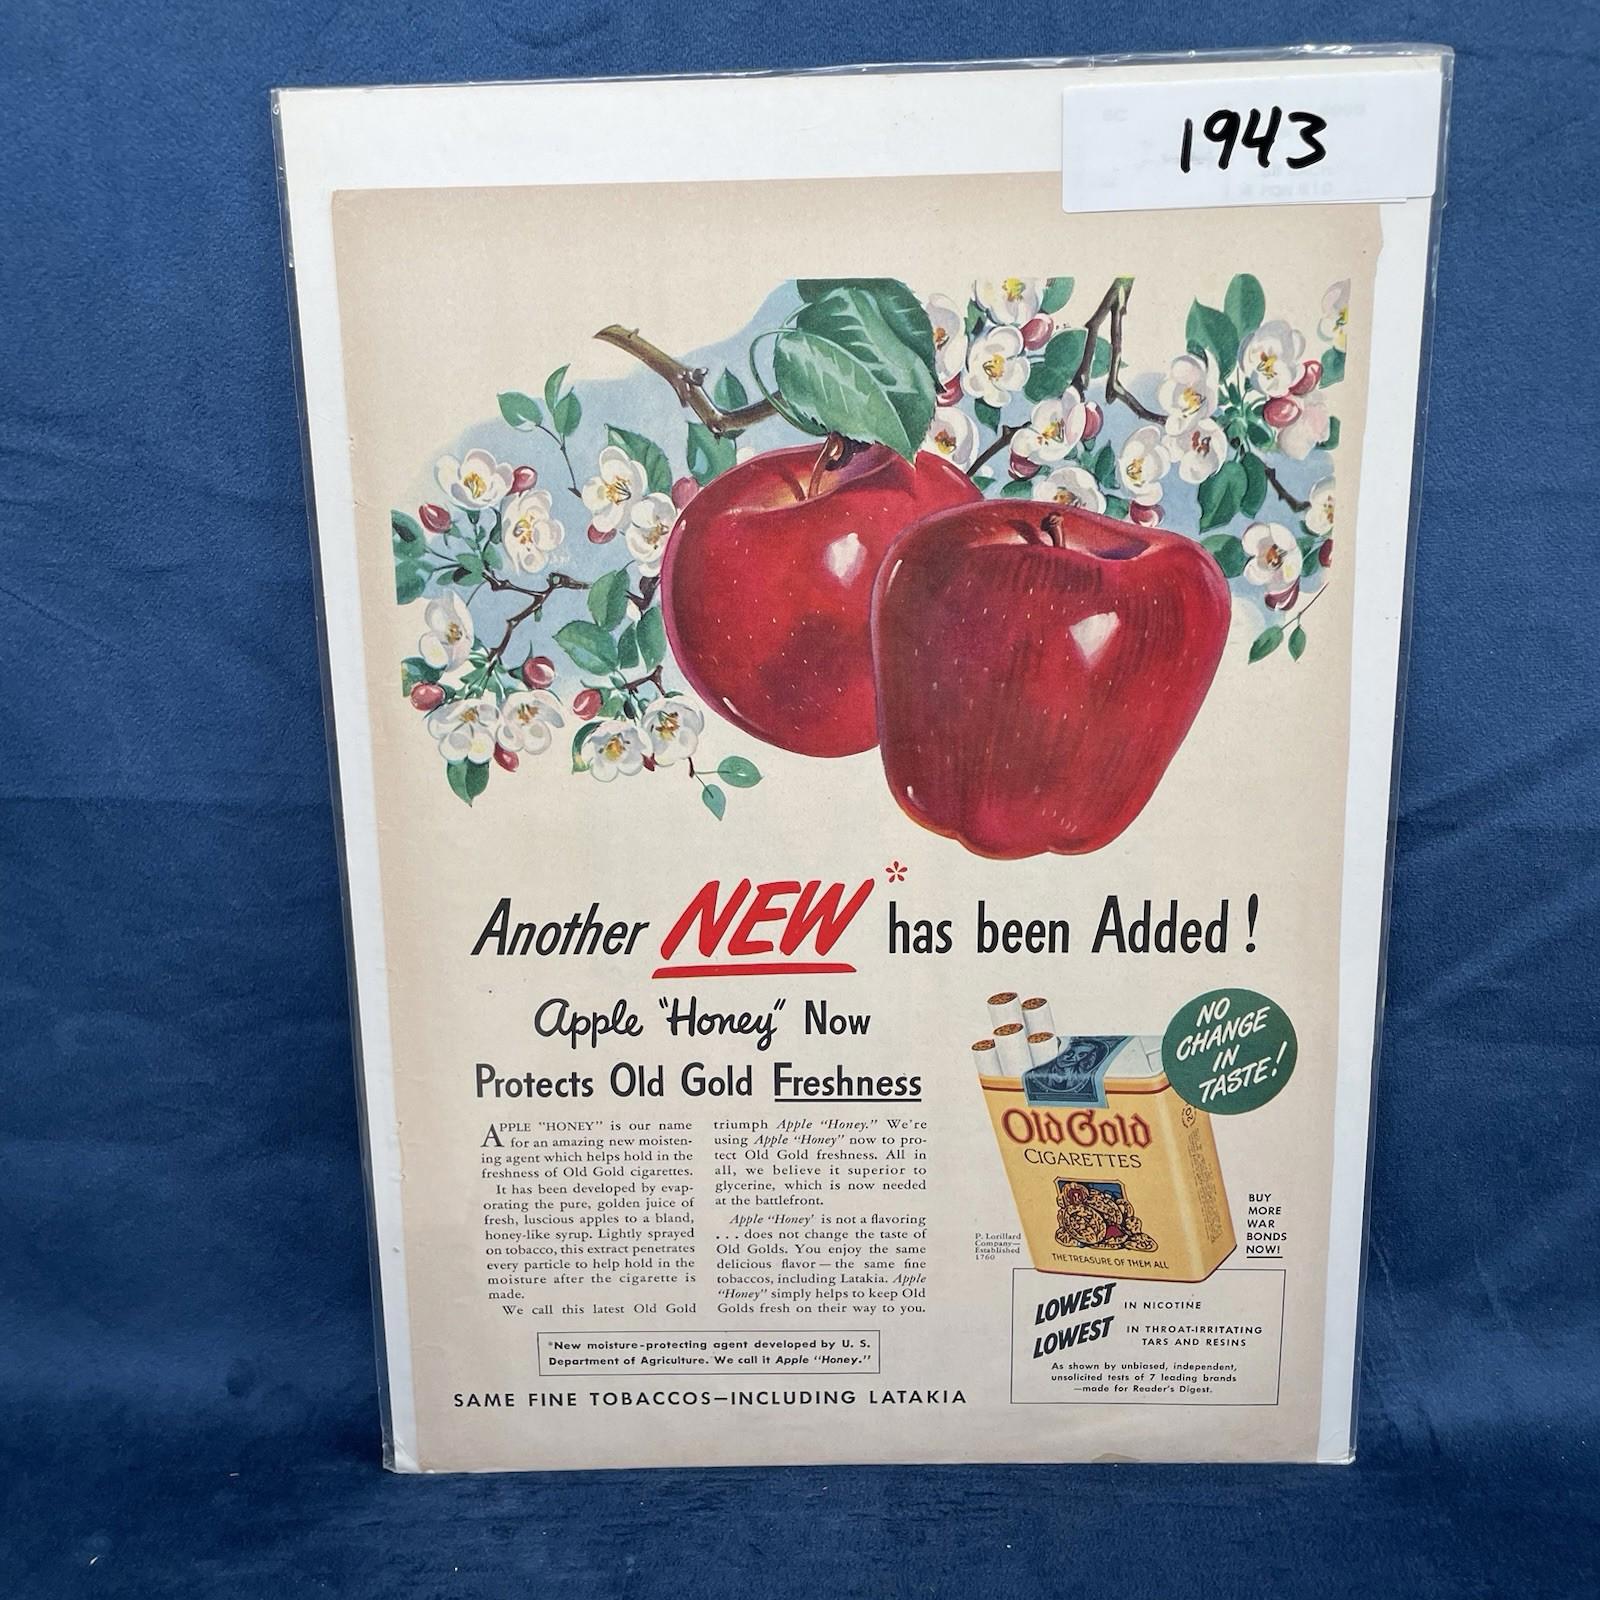 1943
Another NEW* has been Added!
Apple "Honey" Now
Protects Old Gold Freshness
APPLE "HONEY" is our name
for an amazing new moisten-
ing agent which helps hold in the
freshness of Old Gold cigarettes.
It has been developed by evap-
orating the pure, golden juice of
fresh, luscious apples to a bland,
honey-like syrup. Lightly sprayed
on tobacco, this extract penetrates
every particle to help hold in the
moisture after the cigarette is
made.
We call this latest Old Gold
triumph Apple "Honey." We're
using Apple "Honey" now to pro-
tect Old Gold freshness. All in
all, we believe it superior to
glycerine, which is now needed
at the battlefront.
Apple "Honey' is not a flavoring
. . . does not change the taste of
Old Golds. You enjoy the same
delicious flavor—the same fine
tobaccos, including Latakia. Apple
"Honey" simply helps to keep Old
Golds fresh on their way to you.
*New moisture-protecting agent developed by U. S.
Department of Agriculture. We call it Apple "Honey."
SAME FINE TOBACCOS—INCLUDING LATAKIA
NO
CHANGE
IN
TASTE!
Old Gold
CIGARETTES
THE TREASURE OF THEM ALL
20
P. Lorillard
Company—
Established
1760
BUY
MORE
WAR
BONDS
NOW!
LOWEST IN NICOTINE
LOWEST IN THROAT-IRRITATING
TARS AND RESINS
As shown by unbiased, independent,
unsolicited tests of 7 leading brands
—made for Reader's Digest.